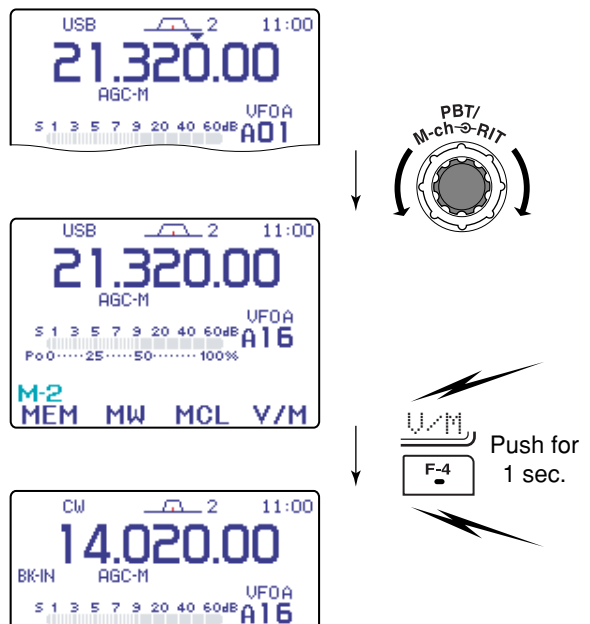 USB 2 11:00
21.320.00
AGC-M
VFOA
S 1 3 5 7 9 20 40 60dB A01
PBT/
M-ch RIT
USB 2 11:00
21.320.00
AGC-M
VFOA
S 1 3 5 7 9 20 40 60dB A16
Po0·····25·····50········100%
M-2
MEM MW MCL V/M
V/M
F-4
Push for
1 sec.
CW 2 11:00
14.020.00
BK-IN AGC-M
VFOA
S 1 3 5 7 9 20 40 60dB A16